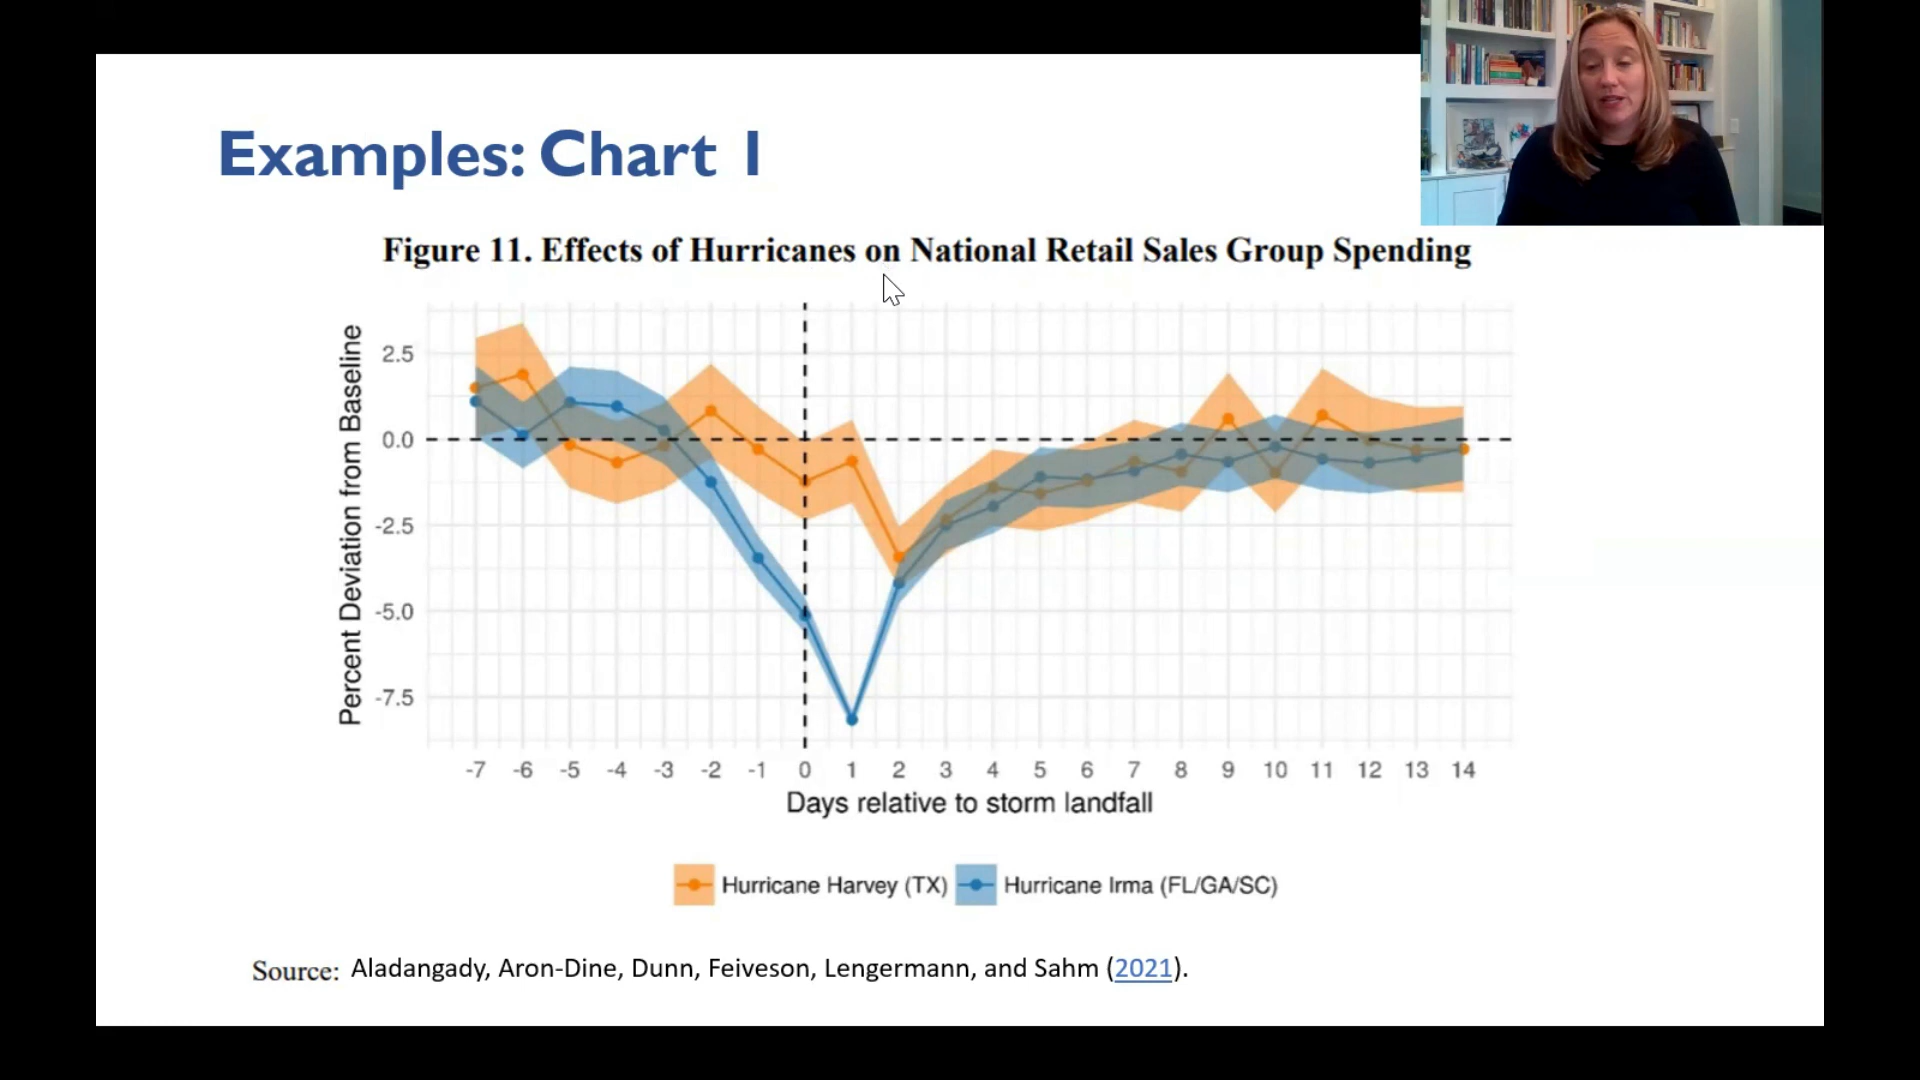 Examples: Chart 1
Figure 11. Effects of Hurricanes on National Retail Sales Group Spending
Percent Deviation from Baseline
2.5
0.0
-2.5
-5.0
-7.5
-7 -6 -5 -4 -3 -2 -1 0 1 2 3 4 5 6 7 8 9 10 11 12 13 14
Days relative to storm landfall
Hurricane Harvey (TX) Hurricane Irma (FL/GA/SC)
Source: Aladangady, Aron-Dine, Dunn, Feiveson, Lengermann, and Sahm (2021).